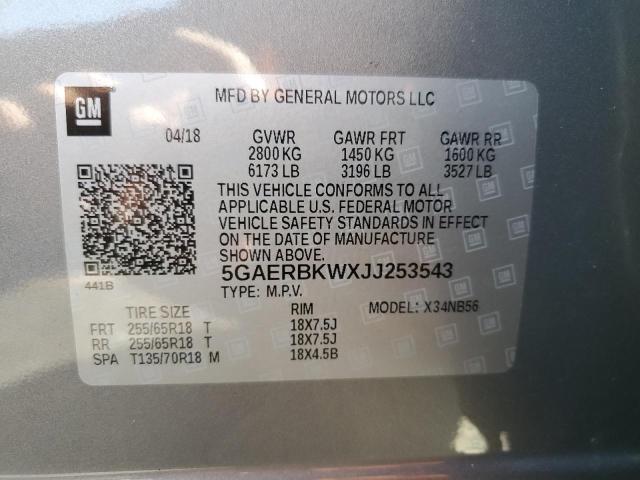 GM
MFD BY GENERAL MOTORS LLC
04/18 GVWR GAWR FRT GAWR RR
2800 KG 1450 KG 1600 KG
6173 LB 3196 LB 3527 LB
THIS VEHICLE CONFORMS TO ALL
APPLICABLE U.S. FEDERAL MOTOR
VEHICLE SAFETY STANDARDS IN EFFECT
ON THE DATE OF MANUFACTURE
SHOWN ABOVE.
5GAERBKWXJJ253543
441B
TYPE: M.P.V. MODEL: X34NB56
TIRE SIZE RIM
FRT 255/65R18 T 18X7.5J
RR 255/65R18 T 18X7.5J
SPA T135/70R18 M 18X4.5B